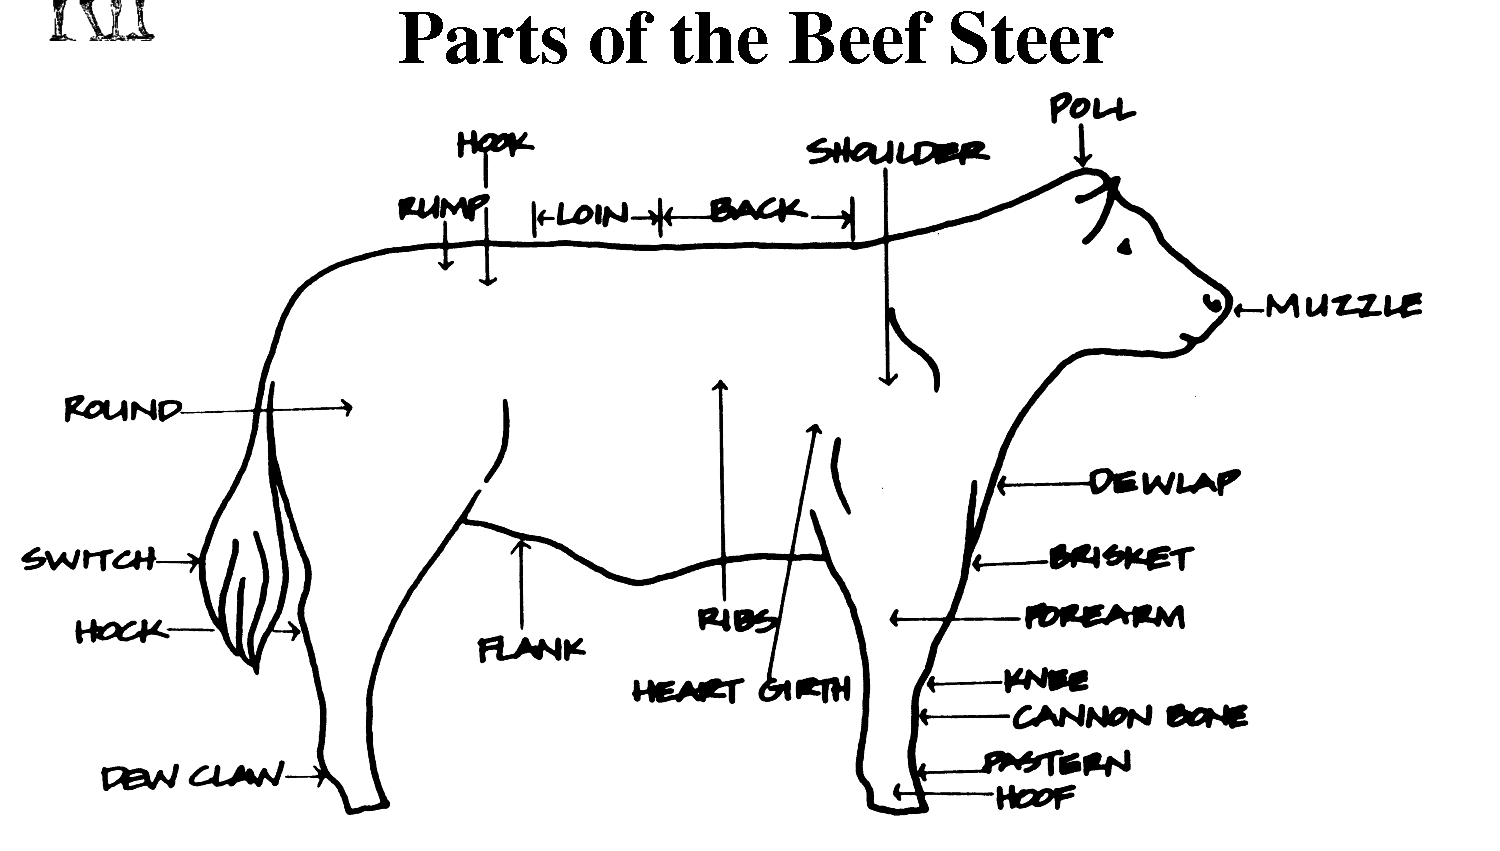 Parts of the Beef Steer
POLL
HOOK
SHOULDER
RUMP
LOIN
BACK
MUZZLE
ROUND
DEWLAP
SWITCH
BRISKET
RIBS
FOREARM
HOCK
FLANK
HEART GIRTH
KNEE
CANNON BONE
PASTERN
DEW CLAW
HOOF